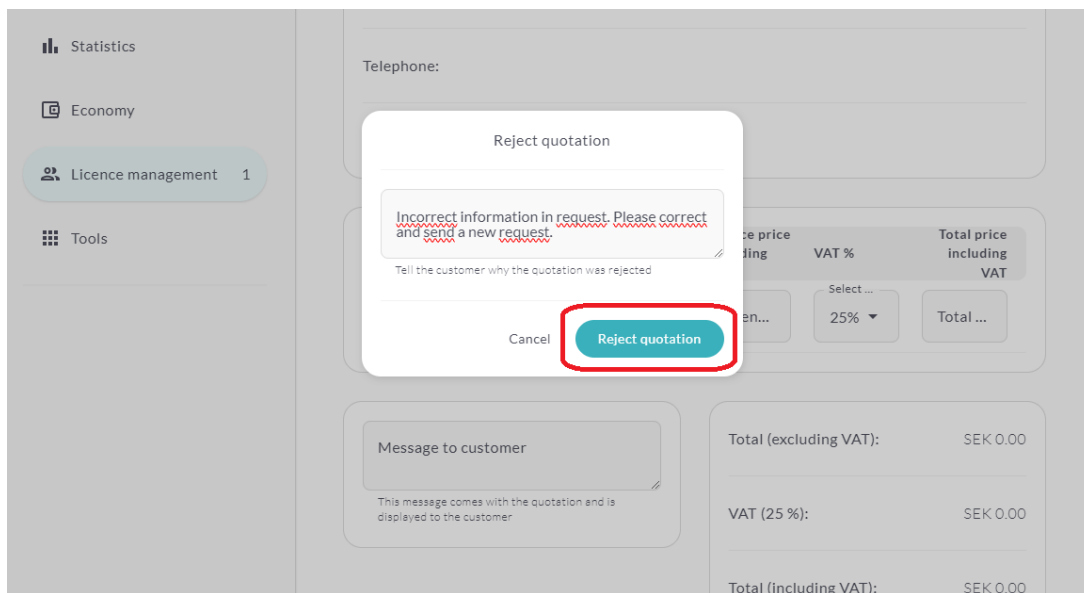 Statistics
Economy
Licence management 1
Tools
Telephone:
Reject quotation
Incorrect information in request. Please correct
and send a new request.
Tell the customer why the quotation was rejected
Cancel
Reject quotation
price
VAT %
Total price
including
VAT
Select ...
25%
Total ...
Message to customer
This message comes with the quotation and is
displayed to the customer
Total (excluding VAT): SEK 0.00
VAT (25 %): SEK 0.00
Total (including VAT): SEK 0.00